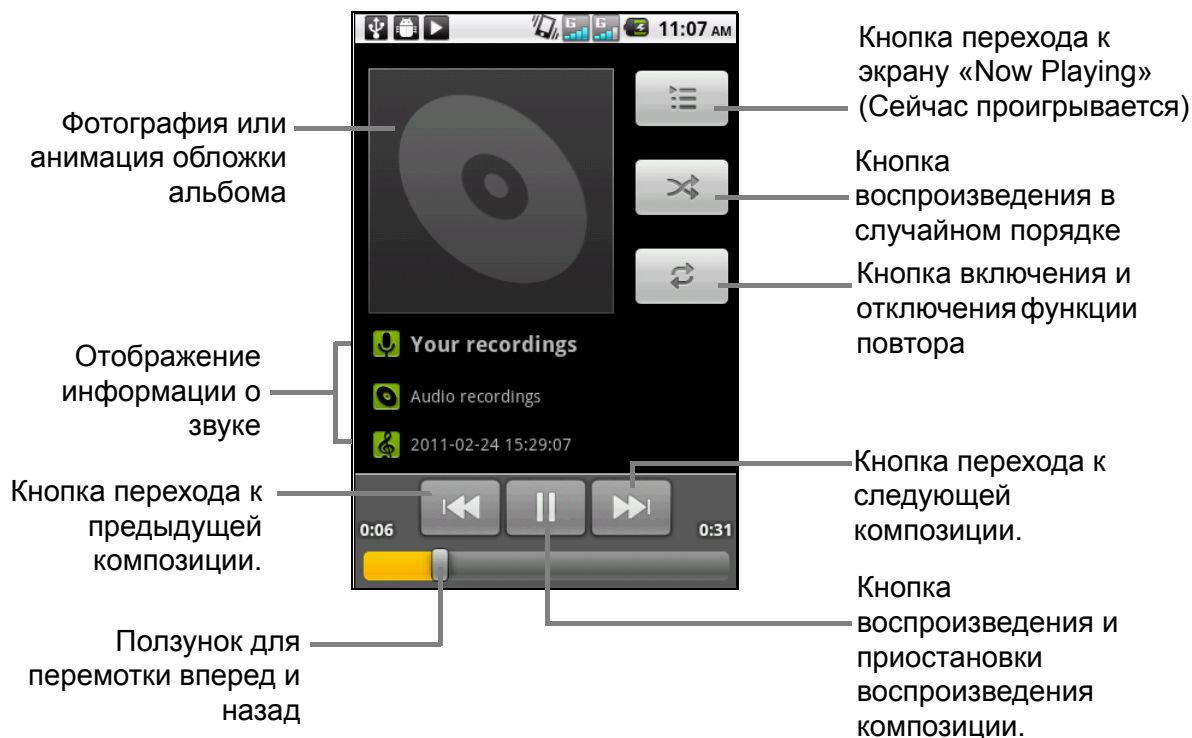 11:07 AM
Фотография или
анимация обложки
альбома
Кнопка перехода к
экрану «Now Playing»
(Сейчас проигрывается)
Кнопка
воспроизведения в
случайном порядке
Кнопка включения и
отключения функции
повтора
Отображение
информации о
звуке
Your recordings
Audio recordings
2011-02-24 15:29:07
Кнопка перехода к
предыдущей
композиции.
0:06
0:31
Кнопка перехода к
следующей
композиции.
Ползунок для
перемотки вперед и
назад
Кнопка
воспроизведения и
приостановки
воспроизведения
композиции.